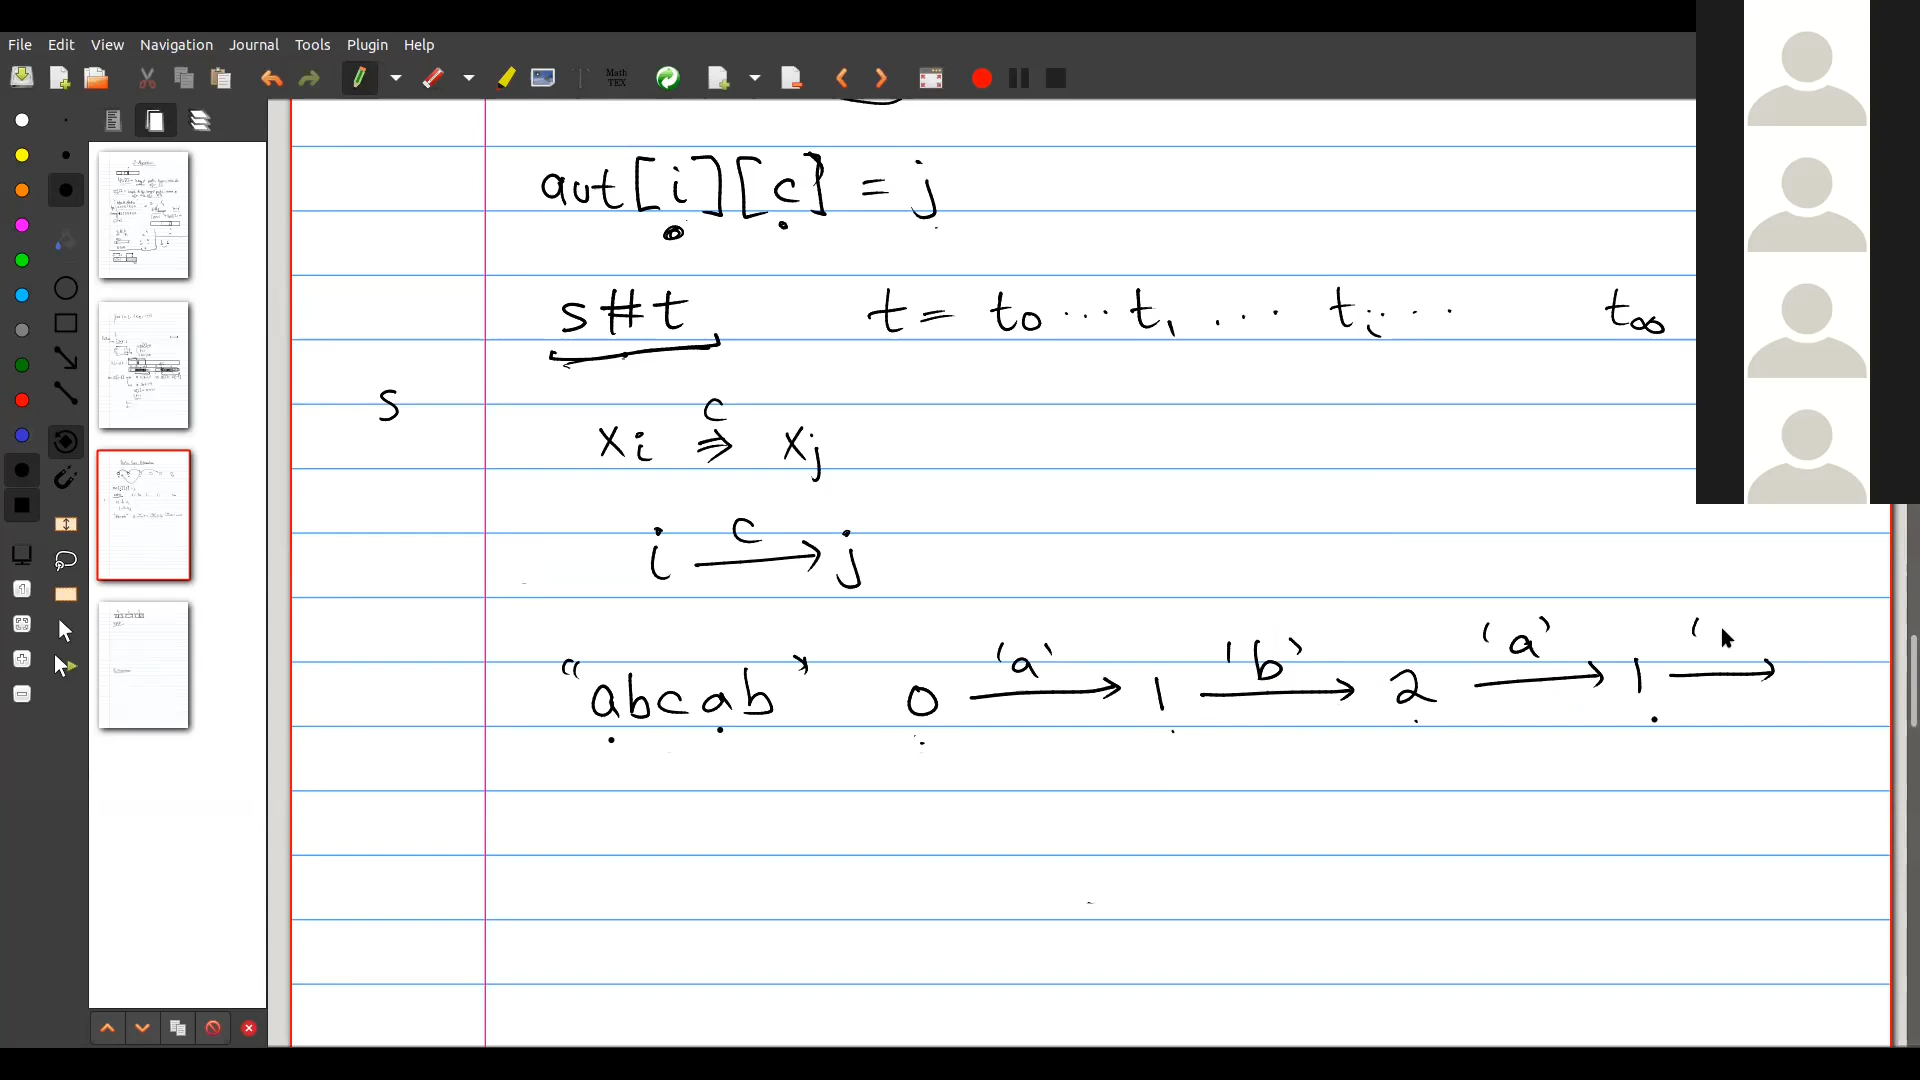 File Edit View Navigation Journal Tools Plugin Help
Math
TEX
aut[i][c] = j
s#t t = t0 ... t1 ... ti ... t∞
s
c
xi ⇒ xj
c
i → j
'a' 'b' 'a' '
"abcab" 0 → 1 → 2 → 1 →